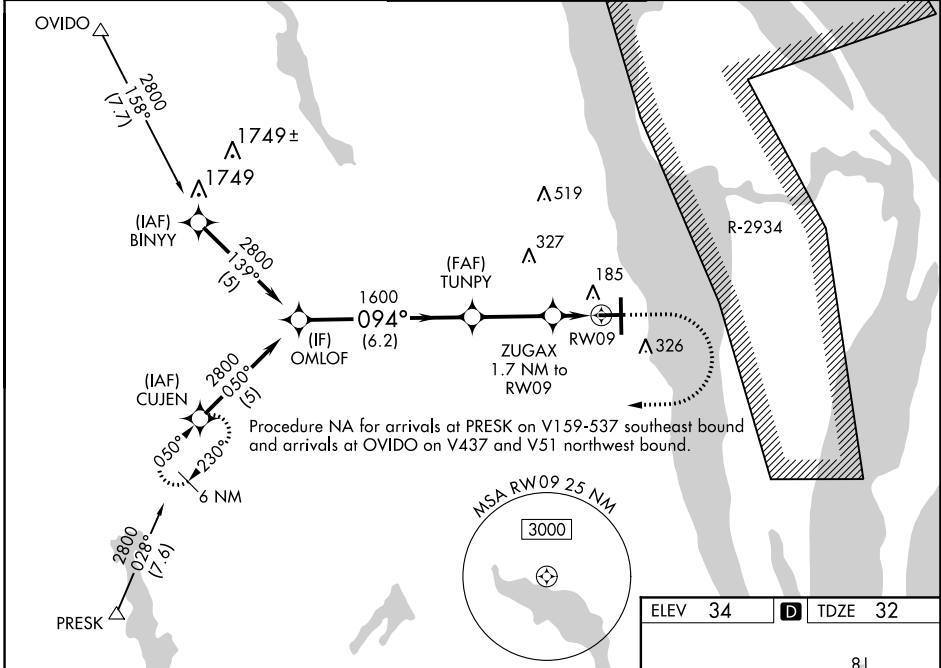 OVIDO
2800
158°
(7.7)
1749±
1749
(IAF)
BINYY
2800
139°
(5)
519
327
R-2934
(FAF)
TUNPY
185
1600
094°
(6.2)
(IF)
OMLOF
ZUGAX
1.7 NM to
RW09
RW09
326
(IAF)
CUJEN
2800
050°
(5)
Procedure NA for arrivals at PRESK on V159-537 southeast bound
and arrivals at OVIDO on V437 and V51 northwest bound.
050°
230°
6 NM
2800
028°
(7.6)
PRESK
MSA RW09 25 NM
3000
ELEV 34 D TDZE 32